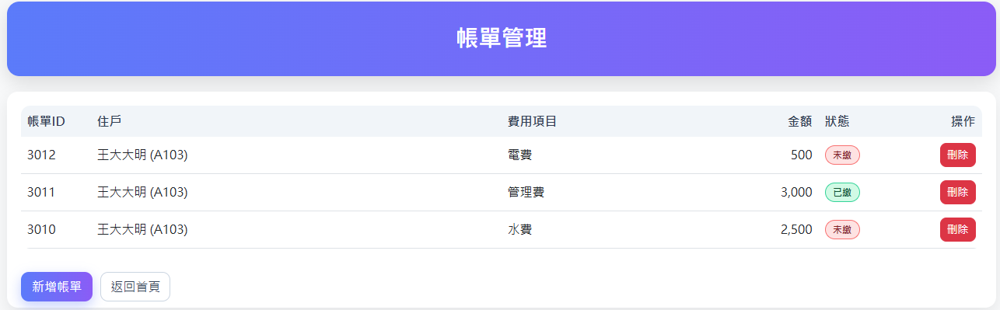 帳單管理
帳單ID 住戶 費用項目 金額 狀態 操作
3012 王大大明 (A103) 電費 500 未繳 刪除
3011 王大大明 (A103) 管理費 3,000 已繳 刪除
3010 王大大明 (A103) 水費 2,500 未繳 刪除
新增帳單 返回首頁